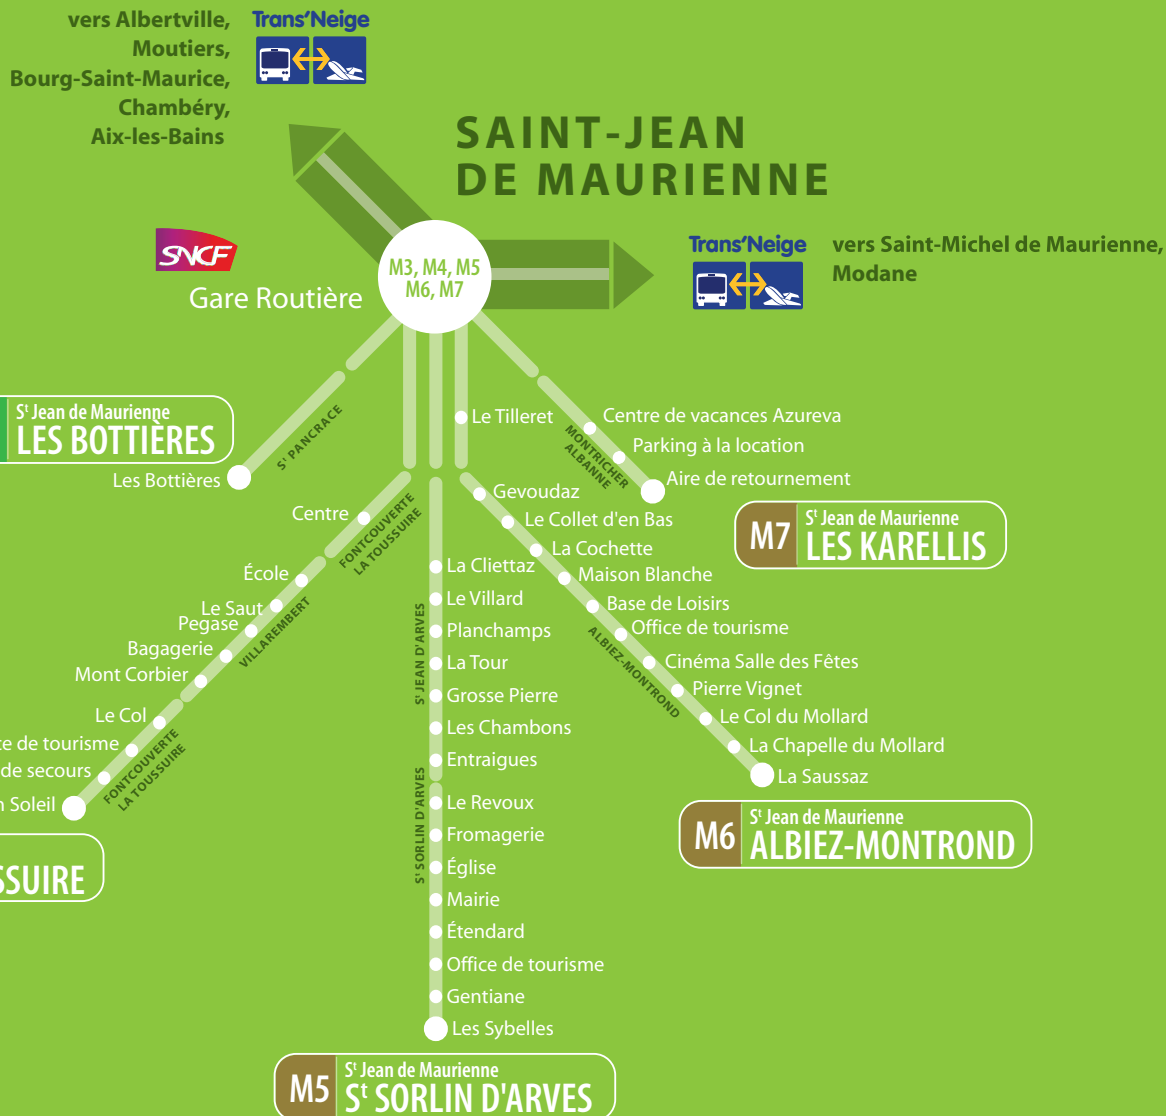 vers Albertville,
Moutiers,
Bourg-Saint-Maurice,
Chambéry,
Aix-les-Bains
Trans'Neige
SAINT-JEAN
DE MAURIENNE
SNCF
Gare Routière
M3, M4, M5
M6, M7
Trans'Neige
vers Saint-Michel de Maurienne,
Modane
St Jean de Maurienne
LES BOTTIÈRES
St PANCRACE
Les Bottières
Le Tilleret
Centre de vacances Azureva
Parking à la location
Aire de retournement
MONTRICHER
ALBANNE
M7
St Jean de Maurienne
LES KARELLIS
Centre
FONTCOUVERTE
LA TOUSSUIRE
École
Le Saut
Pegase
Bagagerie
Mont Corbier
VILLAREMBERT
Le Col
de tourisme
de secours
Soleil
FONTCOUVERTE
LA TOUSSUIRE
SSUIRE
La Cliettaz
Le Villard
Planchamps
La Tour
Grosse Pierre
Les Chambons
Entraigues
St JEAN D'ARVES
Le Revoux
Fromagerie
Église
Mairie
Étendard
Office de tourisme
Gentiane
Les Sybelles
St SORLIN D'ARVES
M5
St Jean de Maurienne
St SORLIN D'ARVES
Gevoudaz
Le Collet d'en Bas
La Cochette
Maison Blanche
Base de Loisirs
Office de tourisme
Cinéma Salle des Fêtes
Pierre Vignet
Le Col du Mollard
La Chapelle du Mollard
La Saussaz
ALBIEZ-MONTROND
M6
St Jean de Maurienne
ALBIEZ-MONTROND